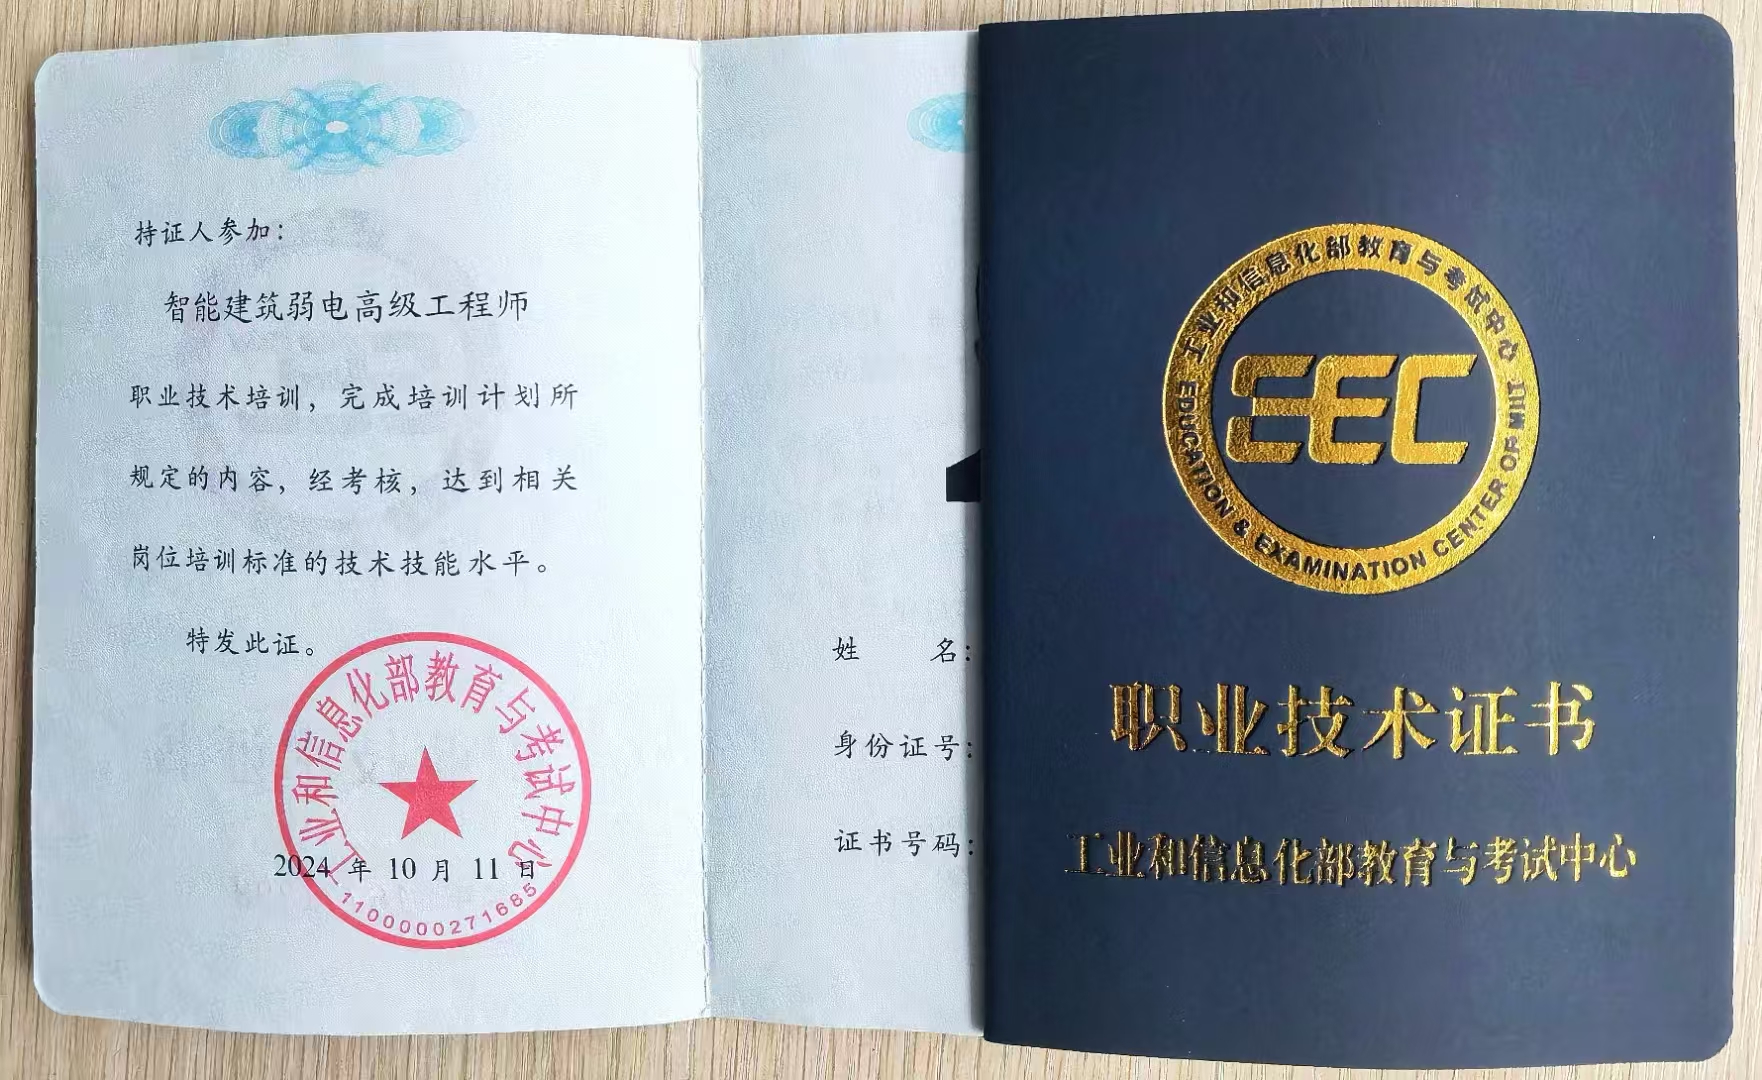 持证人参加：
智能建筑弱电高级工程师
职业技术培训，完成培训计划所
规定的内容，经考核，达到相关
岗位培训标准的技术技能水平。
特发此证。
工业和信息化部教育与考试中心
2024 年 10 月 11 日
1100000271685
姓 名：
身份证号：
证书号码：
工业和信息化部教育与考试中心
EEC
EDUCATION & EXAMINATION CENTER OF MIIT
职业技术证书
工业和信息化部教育与考试中心